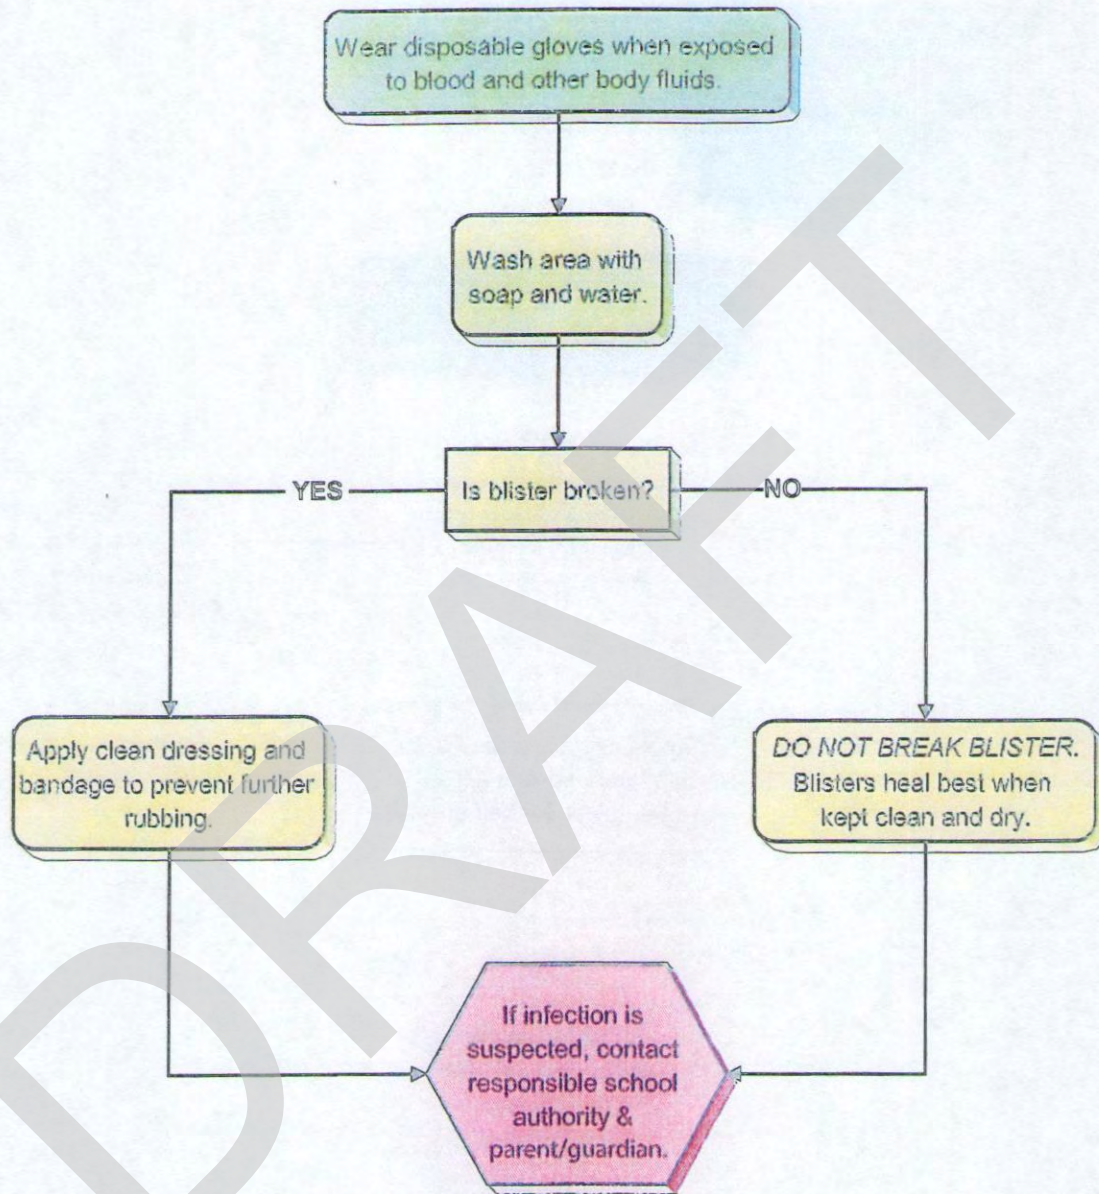 Wear disposable gloves when exposed
to blood and other body fluids.
Wash area with
soap and water.
YES
Is blister broken?
NO
Apply clean dressing and
bandage to prevent further
rubbing.
DO NOT BREAK BLISTER.
Blisters heal best when
kept clean and dry.
If infection is
suspected, contact
responsible school
authority &
parent/guardian.
DRAFT